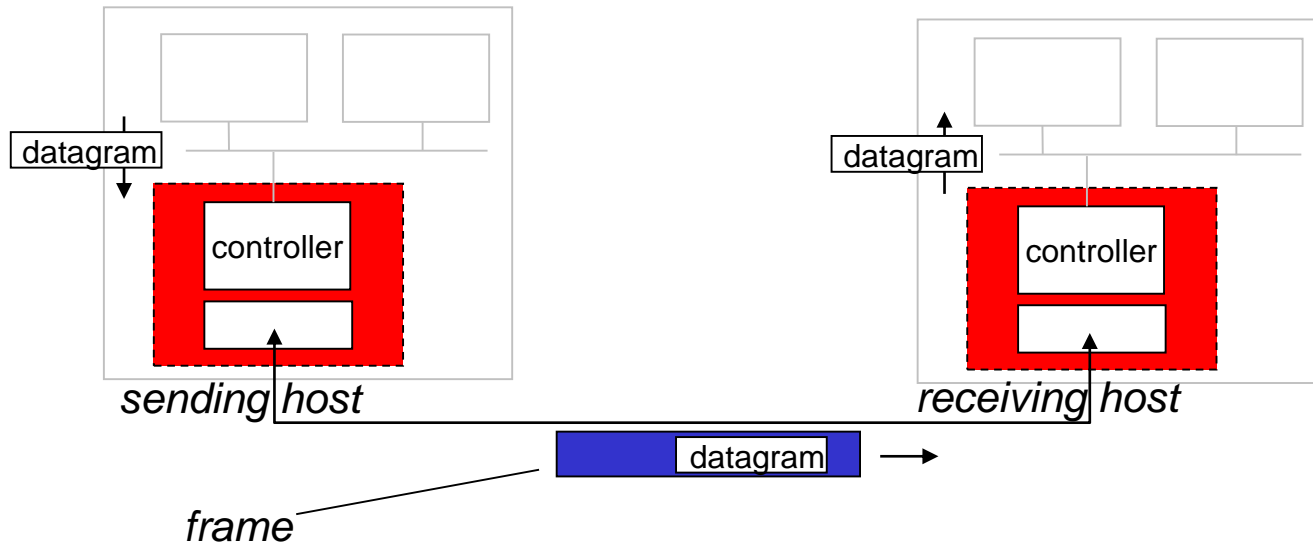 datagram
controller
sending host
datagram
controller
receiving host
datagram
frame